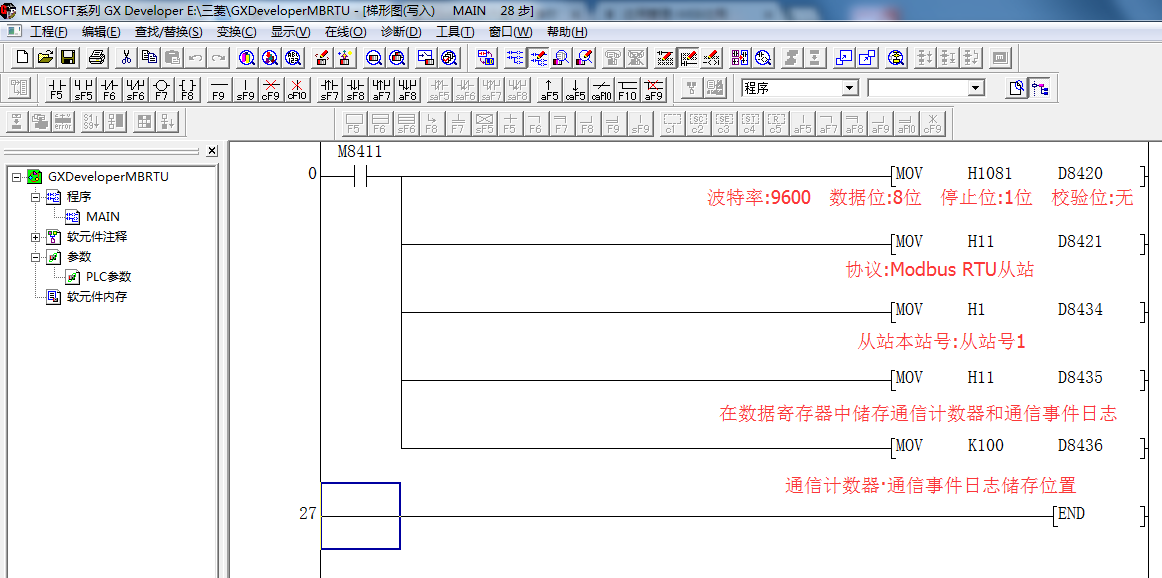 MELSOFT系列 GX Developer E:\三菱\GXDeveloperMBRTU - [梯形图(写入) MAIN 28 步]
工程(F) 编辑(E) 查找/替换(S) 变换(C) 显示(V) 在线(O) 诊断(D) 工具(T) 窗口(W) 帮助(H)
F5 sF5 F6 sF6 F7 F8 F9 sF9 cF9 cF10 sF7 sF8 aF7 aF8 saF5 saF6 saF7 saF8 aF5 caF5 caF10 F10 aF9
程序
F5 F6 sF6 F8 F7 sF5 F5 F6 F7 F8 F9 sF9 c1 c2 c3 c4 c5 aF5 aF7 aF8 aF9 aF10 cF9
GXDeveloperMBRTU
程序
MAIN
软元件注释
参数
PLC参数
软元件内存
M8411
0 MOV H1081 D8420
波特率:9600 数据位:8位 停止位:1位 校验位:无
MOV H11 D8421
协议:Modbus RTU从站
MOV H1 D8434
从站本站号:从站号1
MOV H11 D8435
在数据寄存器中储存通信计数器和通信事件日志
MOV K100 D8436
通信计数器·通信事件日志储存位置
27 END